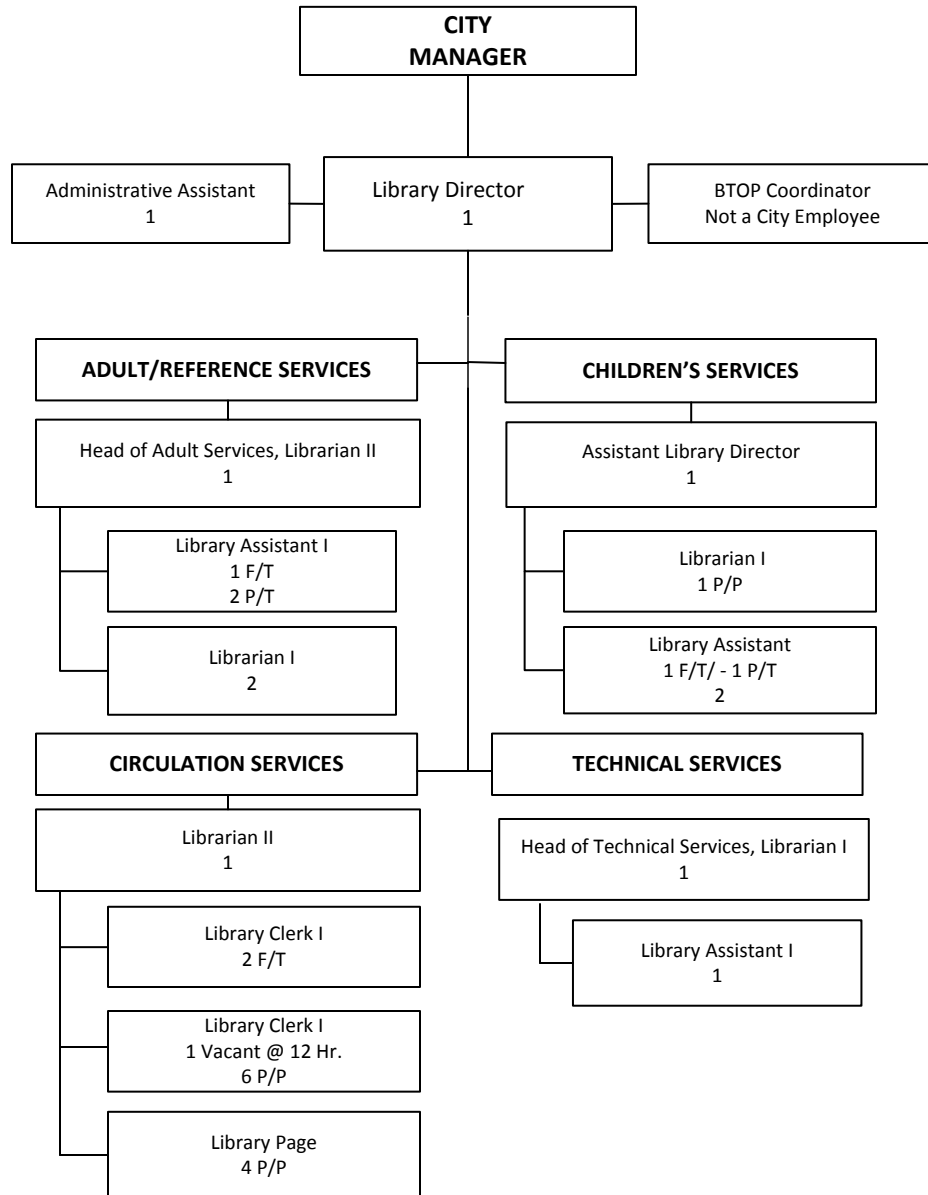 CITY
MANAGER
Administrative Assistant
1
Library Director
1
BTOP Coordinator
Not a City Employee
ADULT/REFERENCE SERVICES
Head of Adult Services, Librarian II
1
Library Assistant I
1 F/T
2 P/T
Librarian I
2
CHILDREN’S SERVICES
Assistant Library Director
1
Librarian I
1 P/P
Library Assistant
1 F/T/ - 1 P/T
2
CIRCULATION SERVICES
Librarian II
1
Library Clerk I
2 F/T
Library Clerk I
1 Vacant @ 12 Hr.
6 P/P
Library Page
4 P/P
TECHNICAL SERVICES
Head of Technical Services, Librarian I
1
Library Assistant I
1